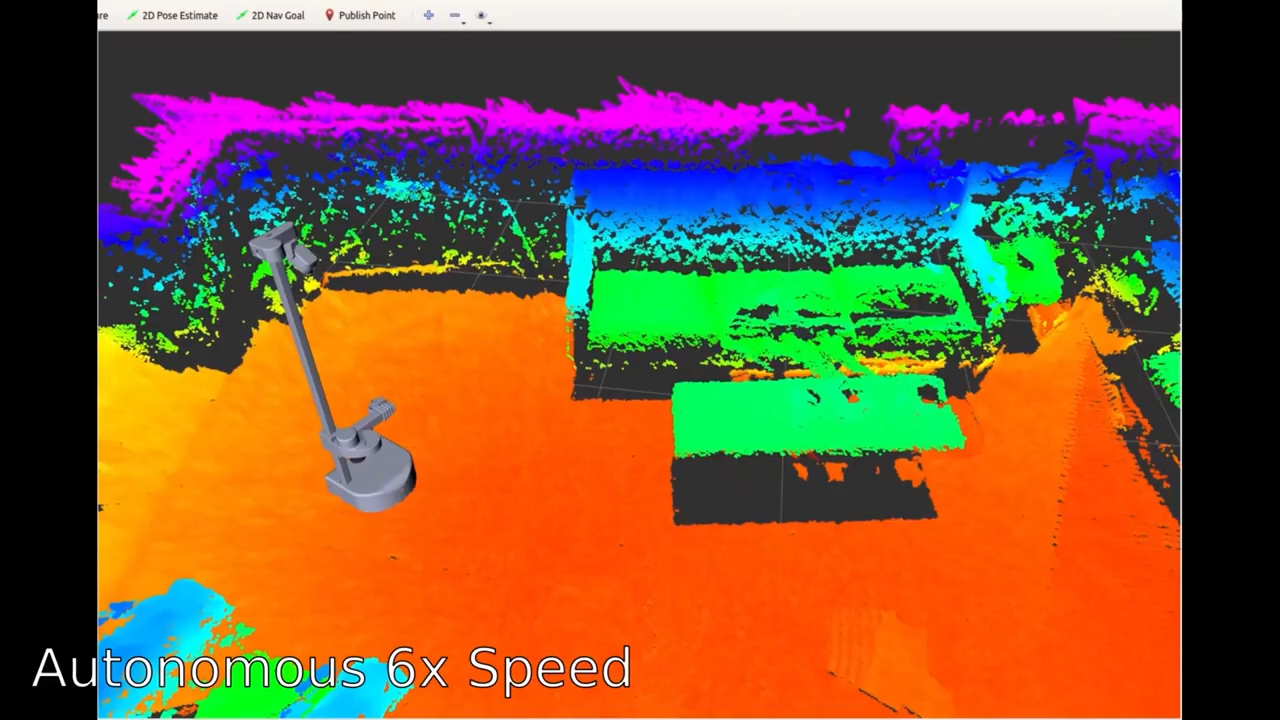 re 2D Pose Estimate 2D Nav Goal Publish Point
Autonomous 6x Speed